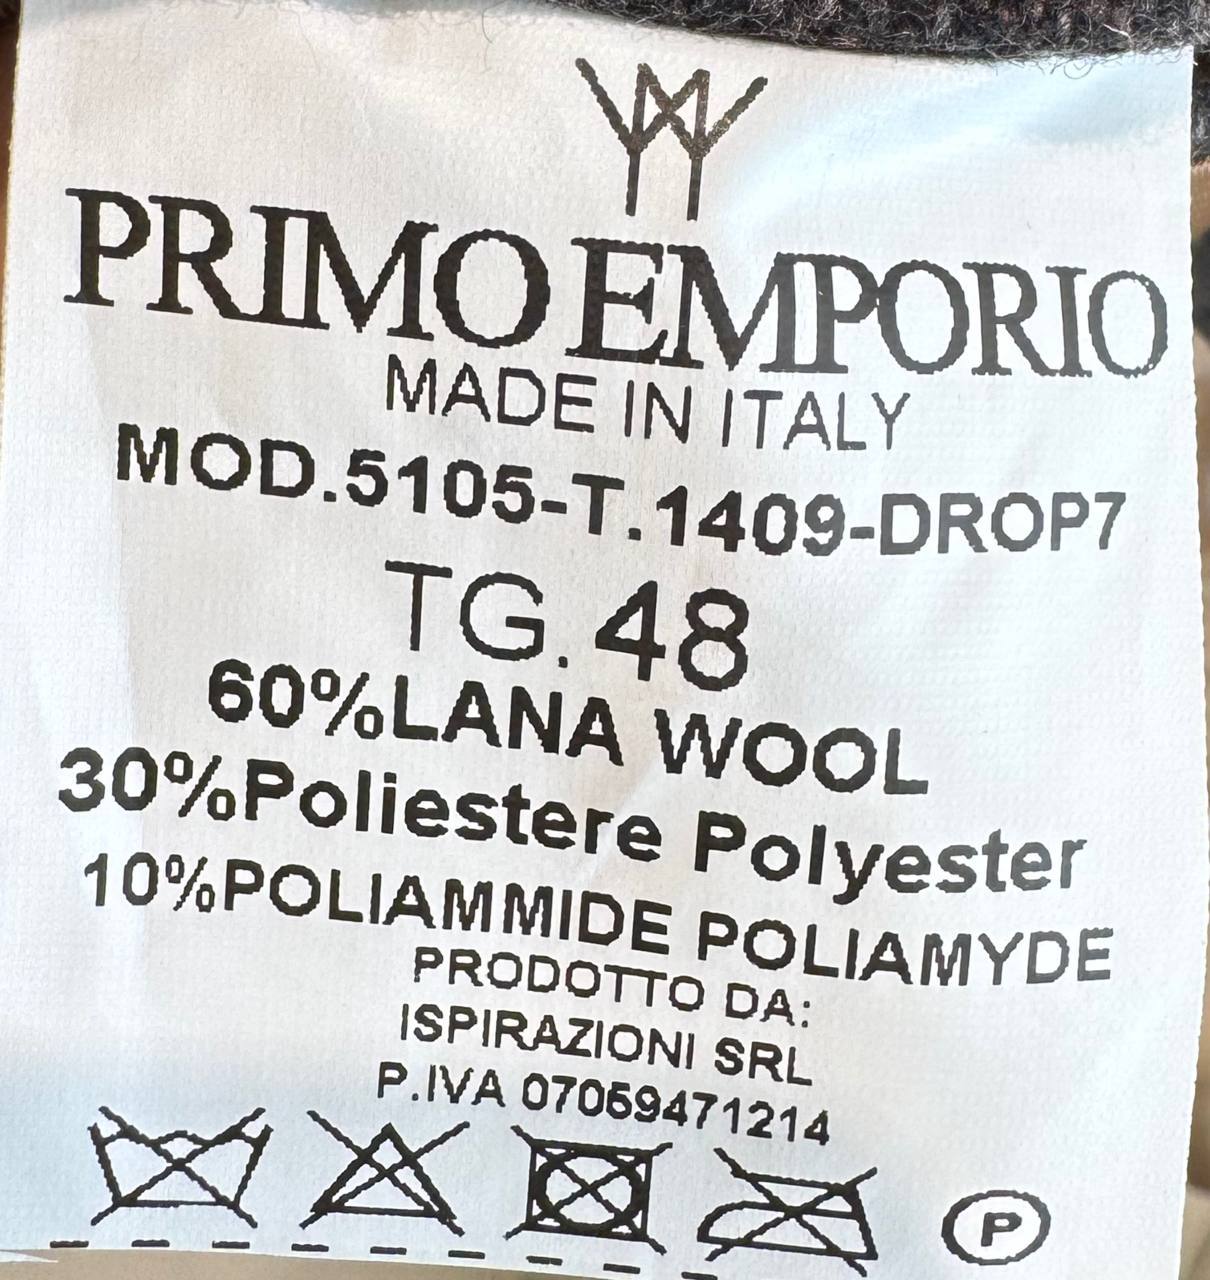 PRIMO EMPORIO
MADE IN ITALY
MOD.5105-T.1409-DROP7
TG. 48
60%LANA WOOL
30%Poliestere Polyester
10%POLIAMMIDE POLIAMYDE
PRODOTTO DA:
ISPIRAZIONI SRL
P.IVA 07059471214
P